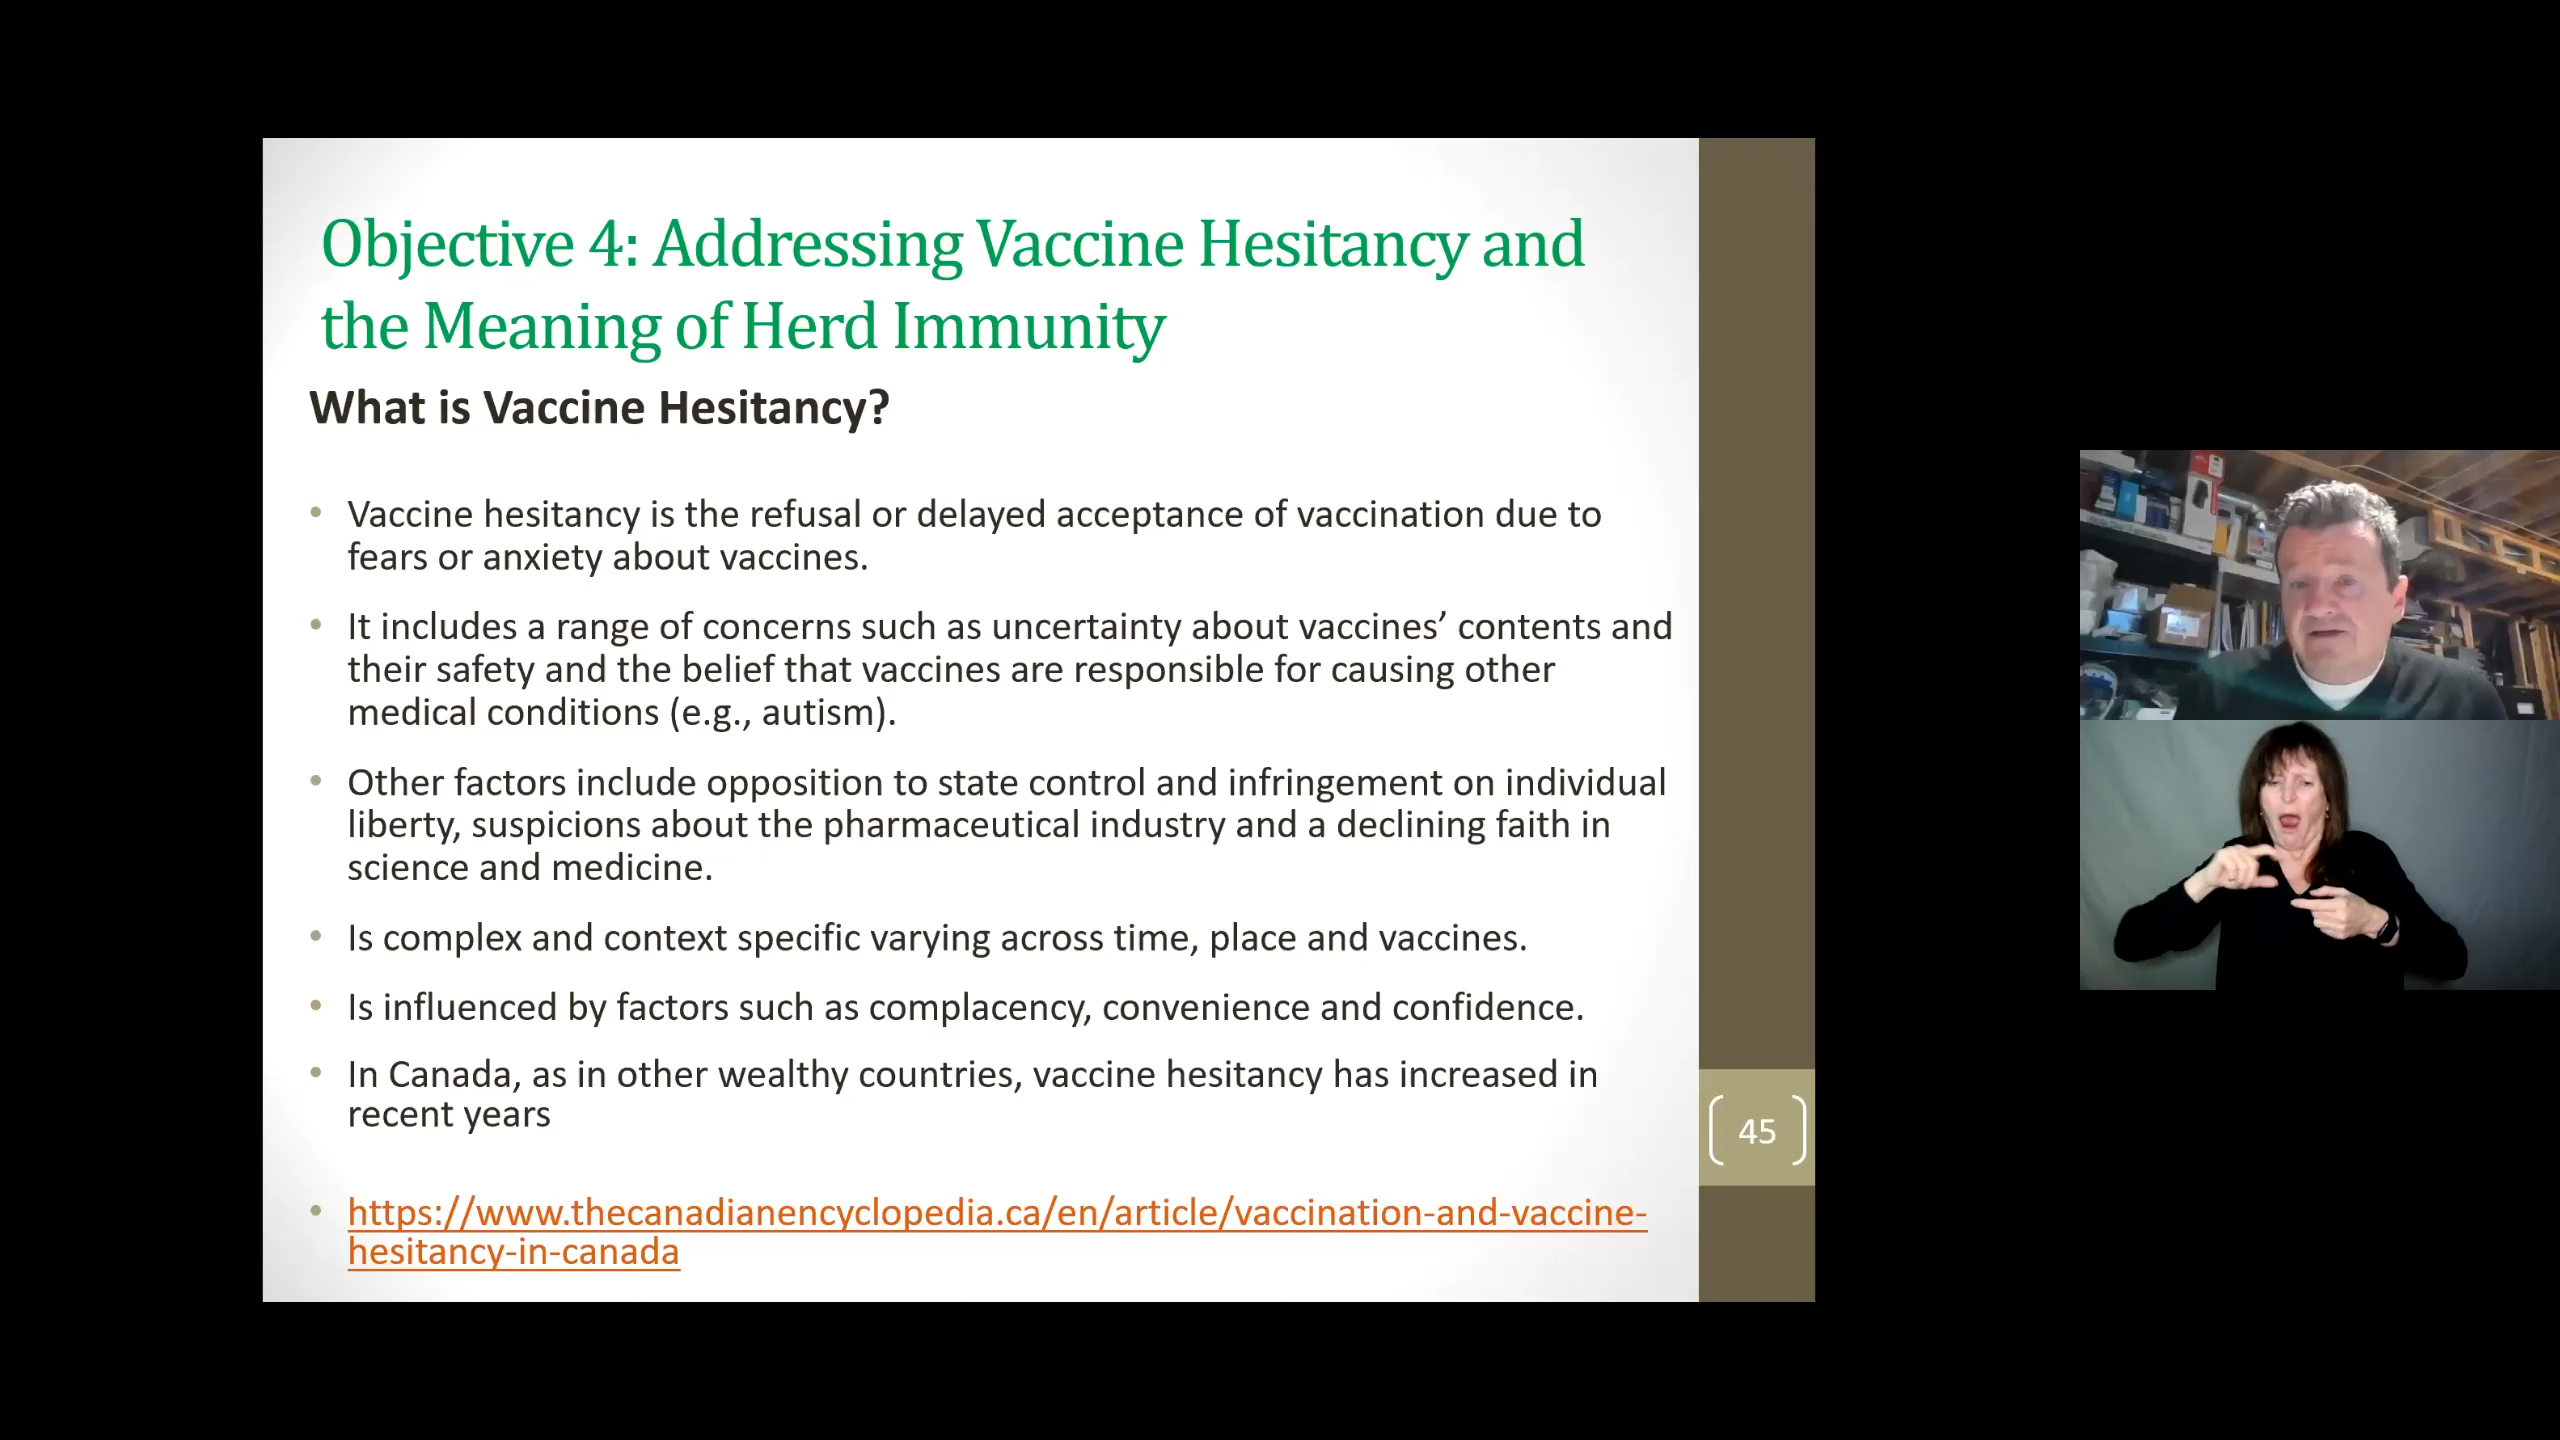 Objective 4: Addressing Vaccine Hesitancy and
the Meaning of Herd Immunity
What is Vaccine Hesitancy?
• Vaccine hesitancy is the refusal or delayed acceptance of vaccination due to
fears or anxiety about vaccines.
• It includes a range of concerns such as uncertainty about vaccines’ contents and
their safety and the belief that vaccines are responsible for causing other
medical conditions (e.g., autism).
• Other factors include opposition to state control and infringement on individual
liberty, suspicions about the pharmaceutical industry and a declining faith in
science and medicine.
• Is complex and context specific varying across time, place and vaccines.
• Is influenced by factors such as complacency, convenience and confidence.
• In Canada, as in other wealthy countries, vaccine hesitancy has increased in
recent years
• https://www.thecanadianencyclopedia.ca/en/article/vaccination-and-vaccine-
hesitancy-in-canada
45